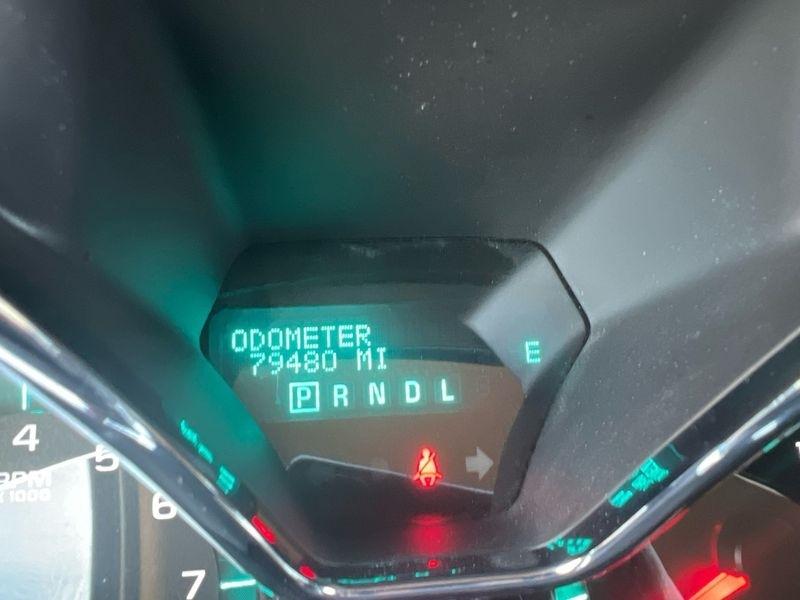 ODOMETER
79480 MI
E
P R N D L
4
5
RPM
X 1000
6
7